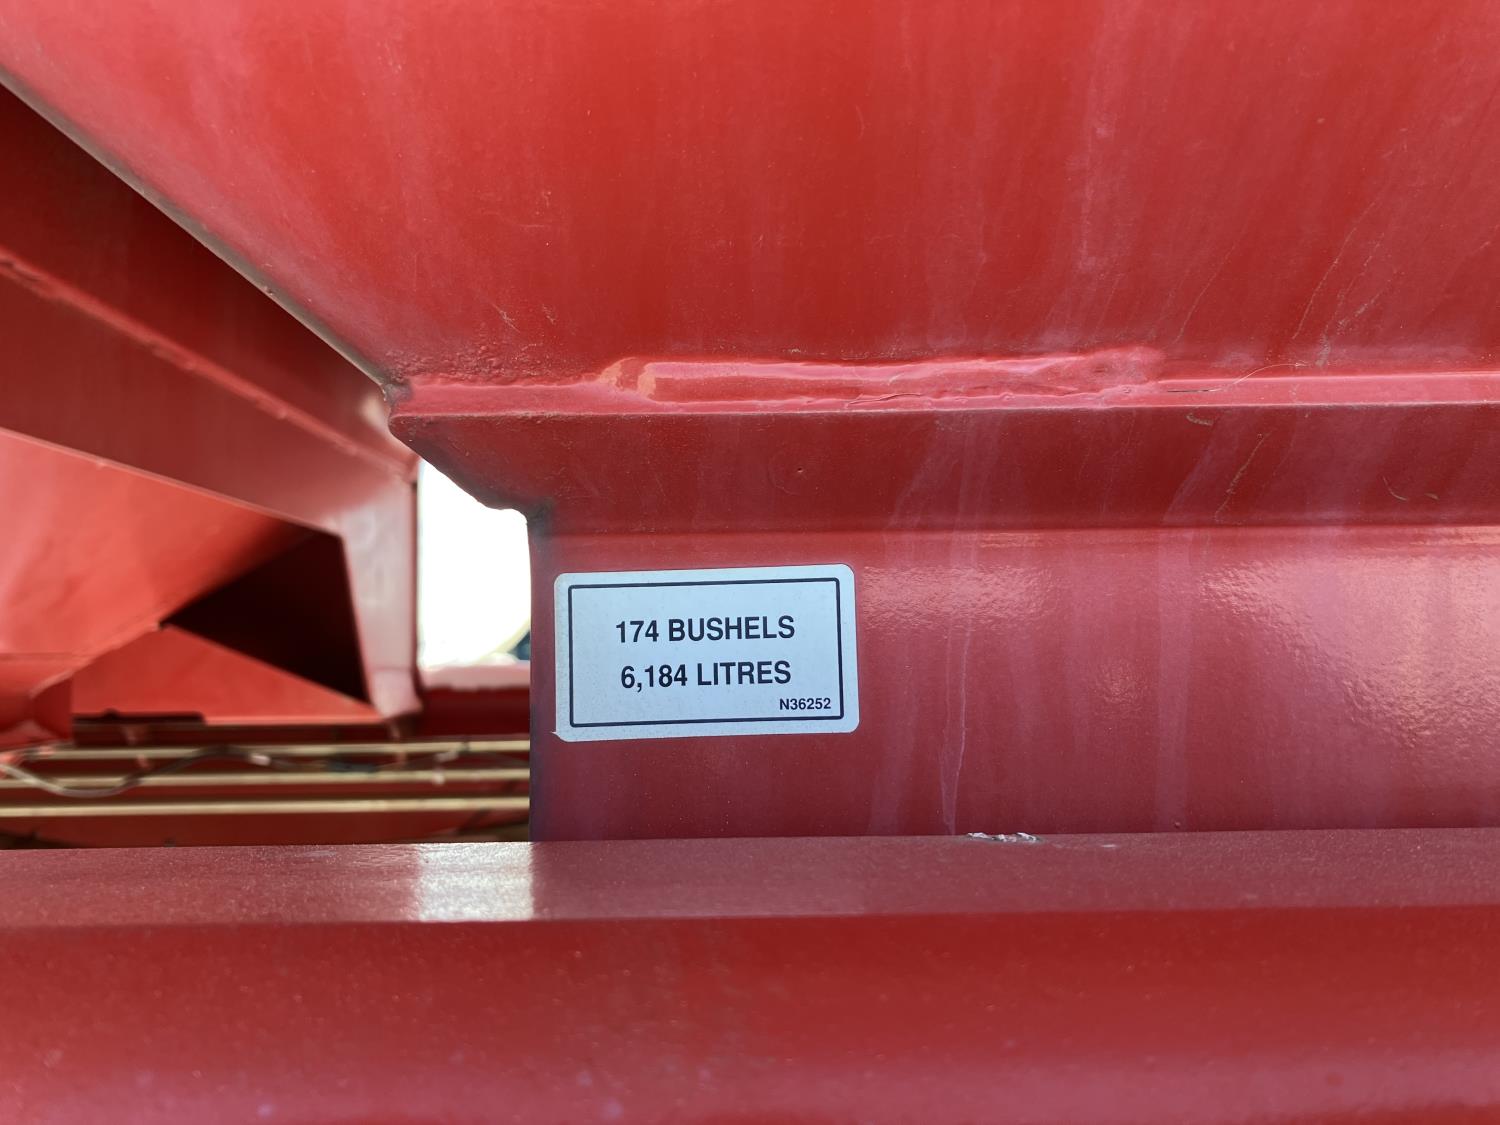 174 BUSHELS
6,184 LITRES
N36252